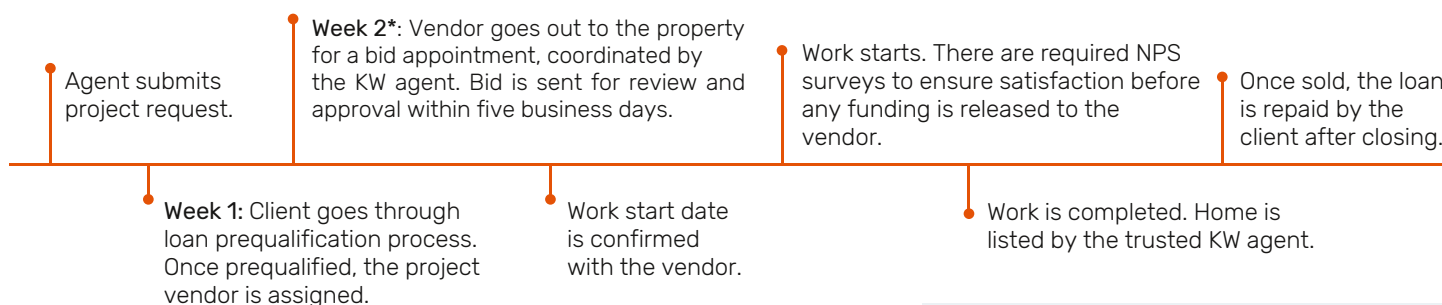 Agent submits
project request.
Week 1: Client goes through
loan prequalification process.
Once prequalified, the project
vendor is assigned.
Week 2*: Vendor goes out to the property
for a bid appointment, coordinated by
the KW agent. Bid is sent for review and
approval within five business days.
Work start date
is confirmed
with the vendor.
Work starts. There are required NPS
surveys to ensure satisfaction before
any funding is released to the
vendor.
Work is completed. Home is
listed by the trusted KW agent.
Once sold, the loan
is repaid by the
client after closing.